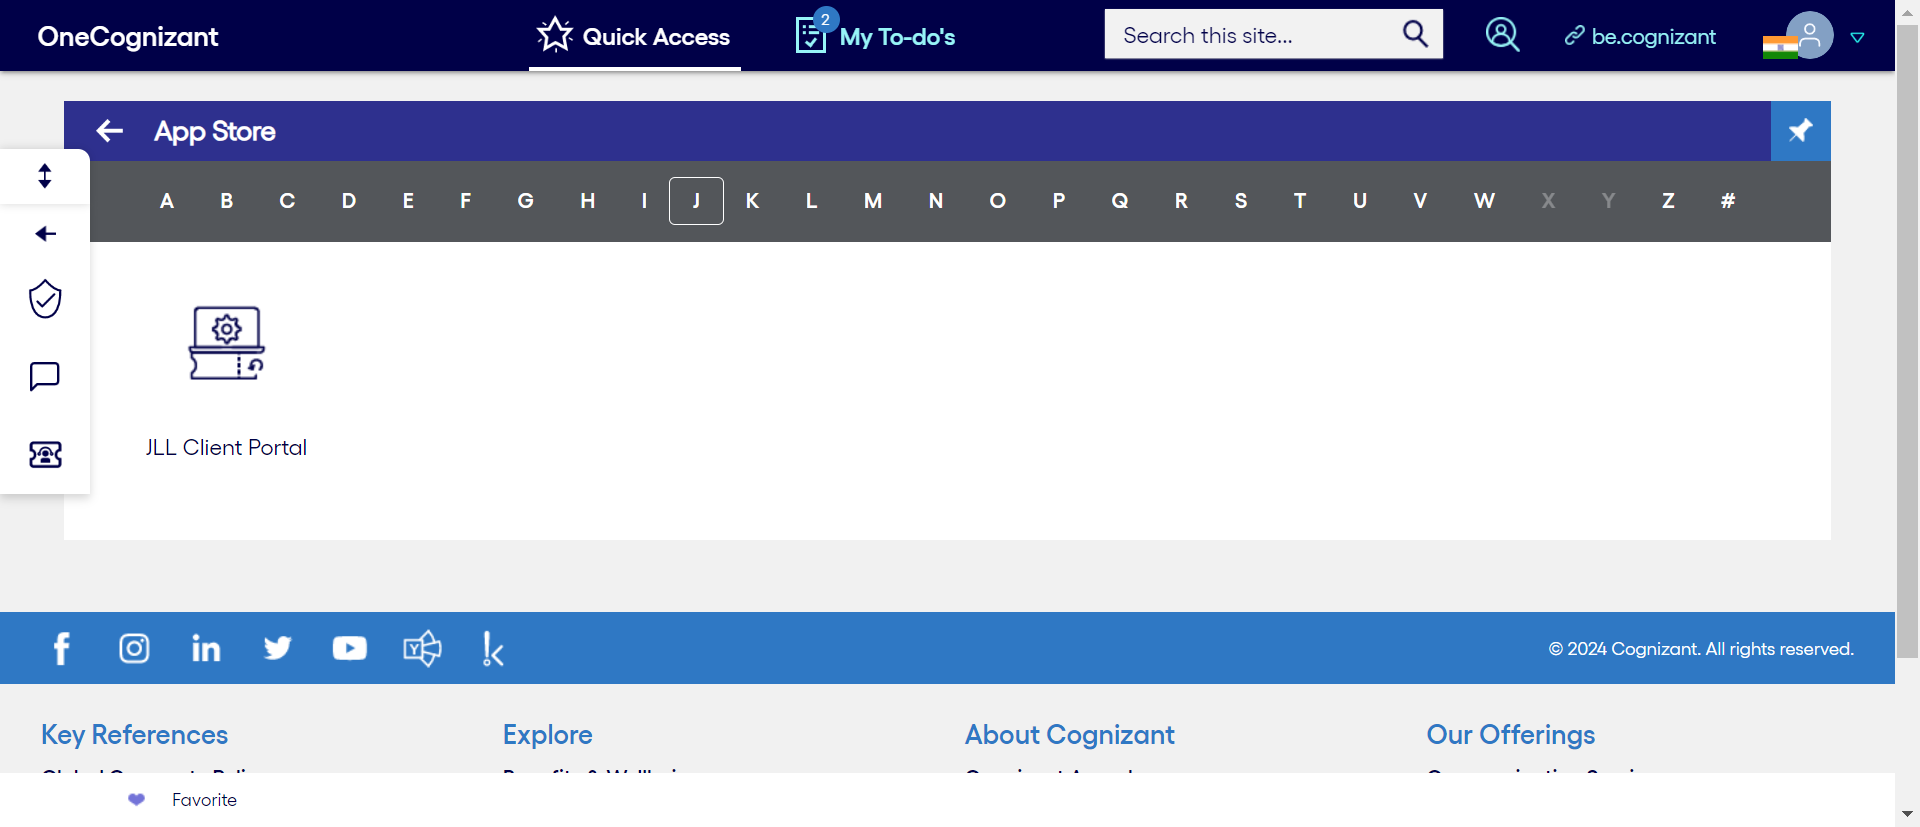 OneCognizant
Quick Access
2
My To-do's
Search this site...
be.cognizant
App Store
A B C D E F G H I J K L M N O P Q R S T U V W X Y Z #
JLL Client Portal
© 2024 Cognizant. All rights reserved.
Key References
Explore
About Cognizant
Our Offerings
Favorite